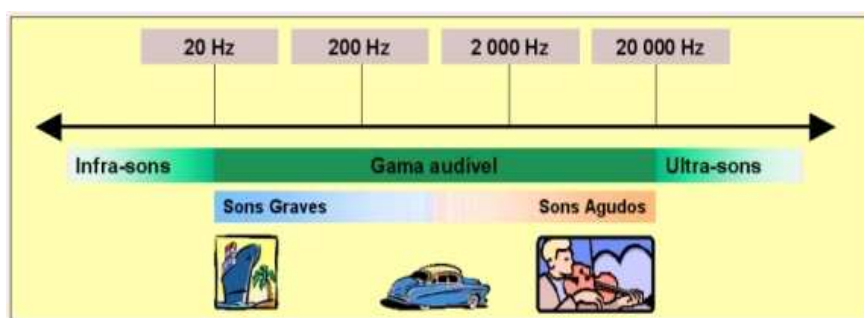 20 Hz 200 Hz 2 000 Hz 20 000 Hz
Infra-sons Gama audível Ultra-sons
Sons Graves Sons Agudos